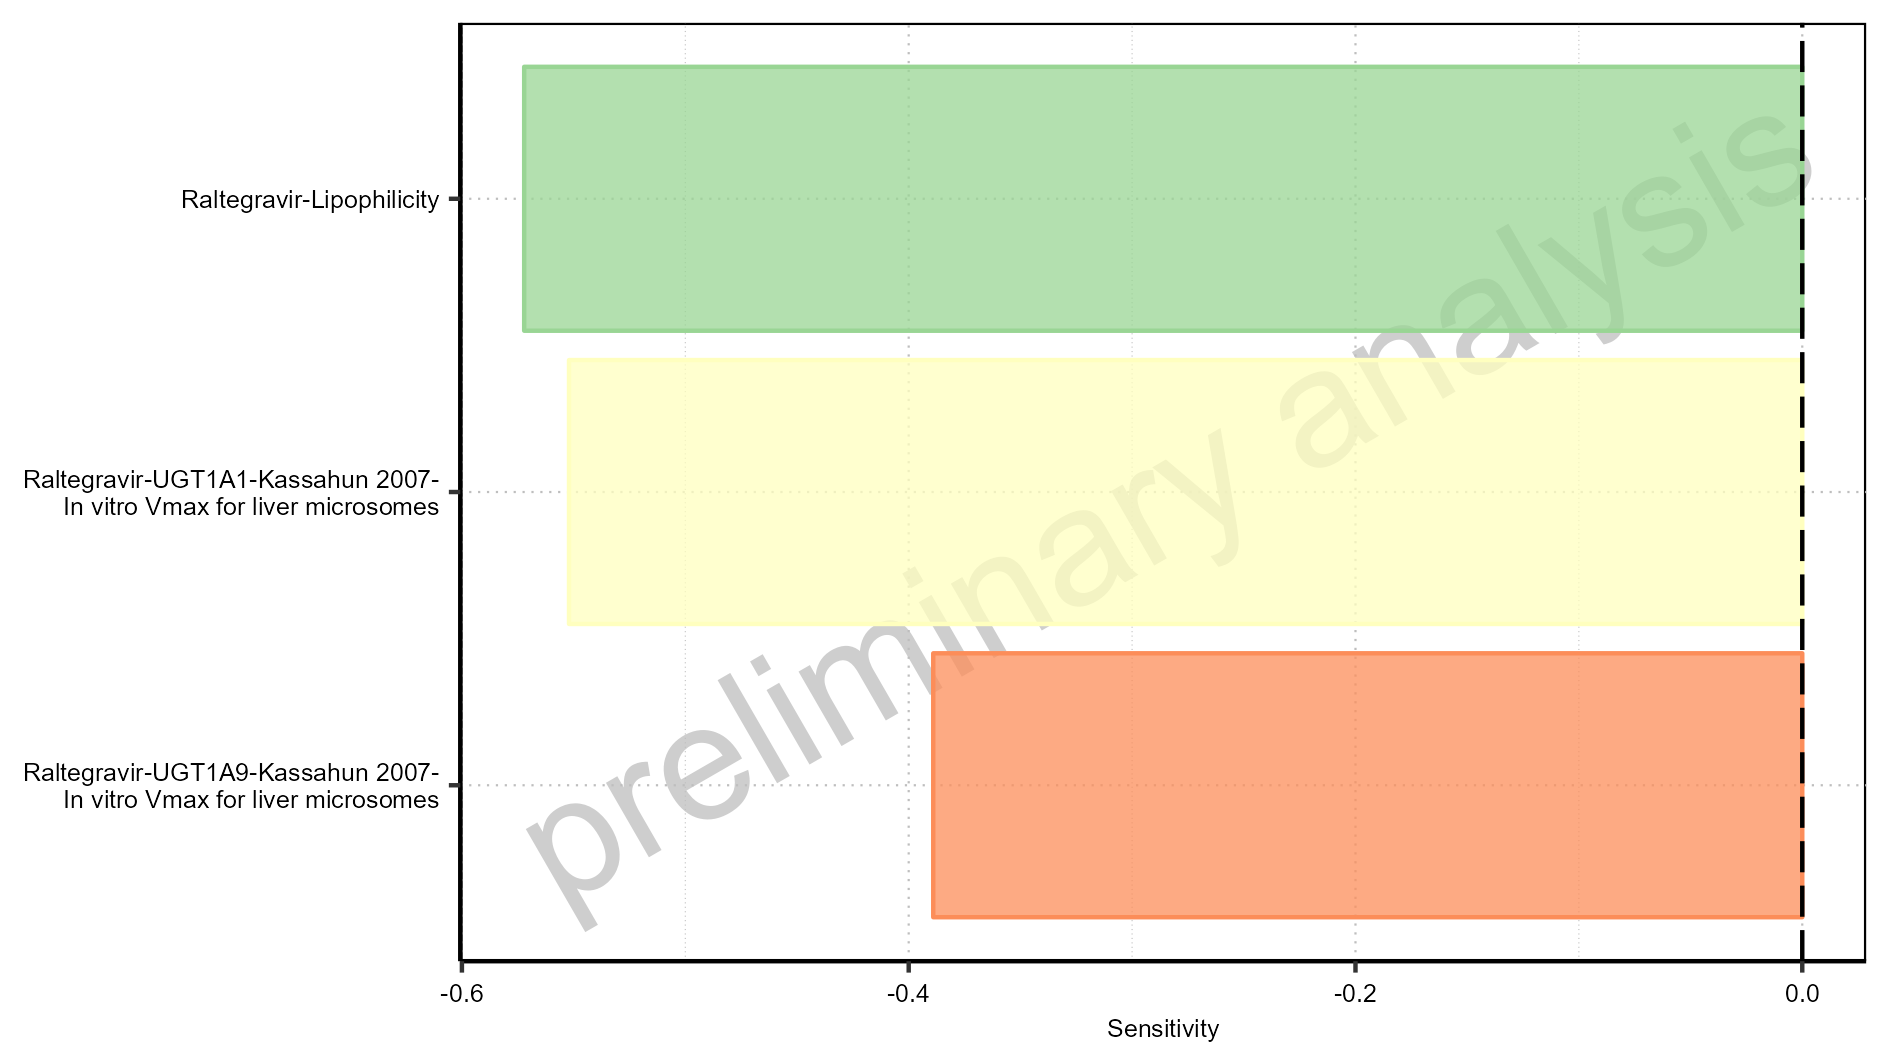 Raltegravir-Lipophilicity
Raltegravir-UGT1A1-Kassahun 2007-
In vitro Vmax for liver microsomes
Raltegravir-UGT1A9-Kassahun 2007-
In vitro Vmax for liver microsomes
preliminary analysis
-0.6
-0.4
-0.2
0.0
Sensitivity